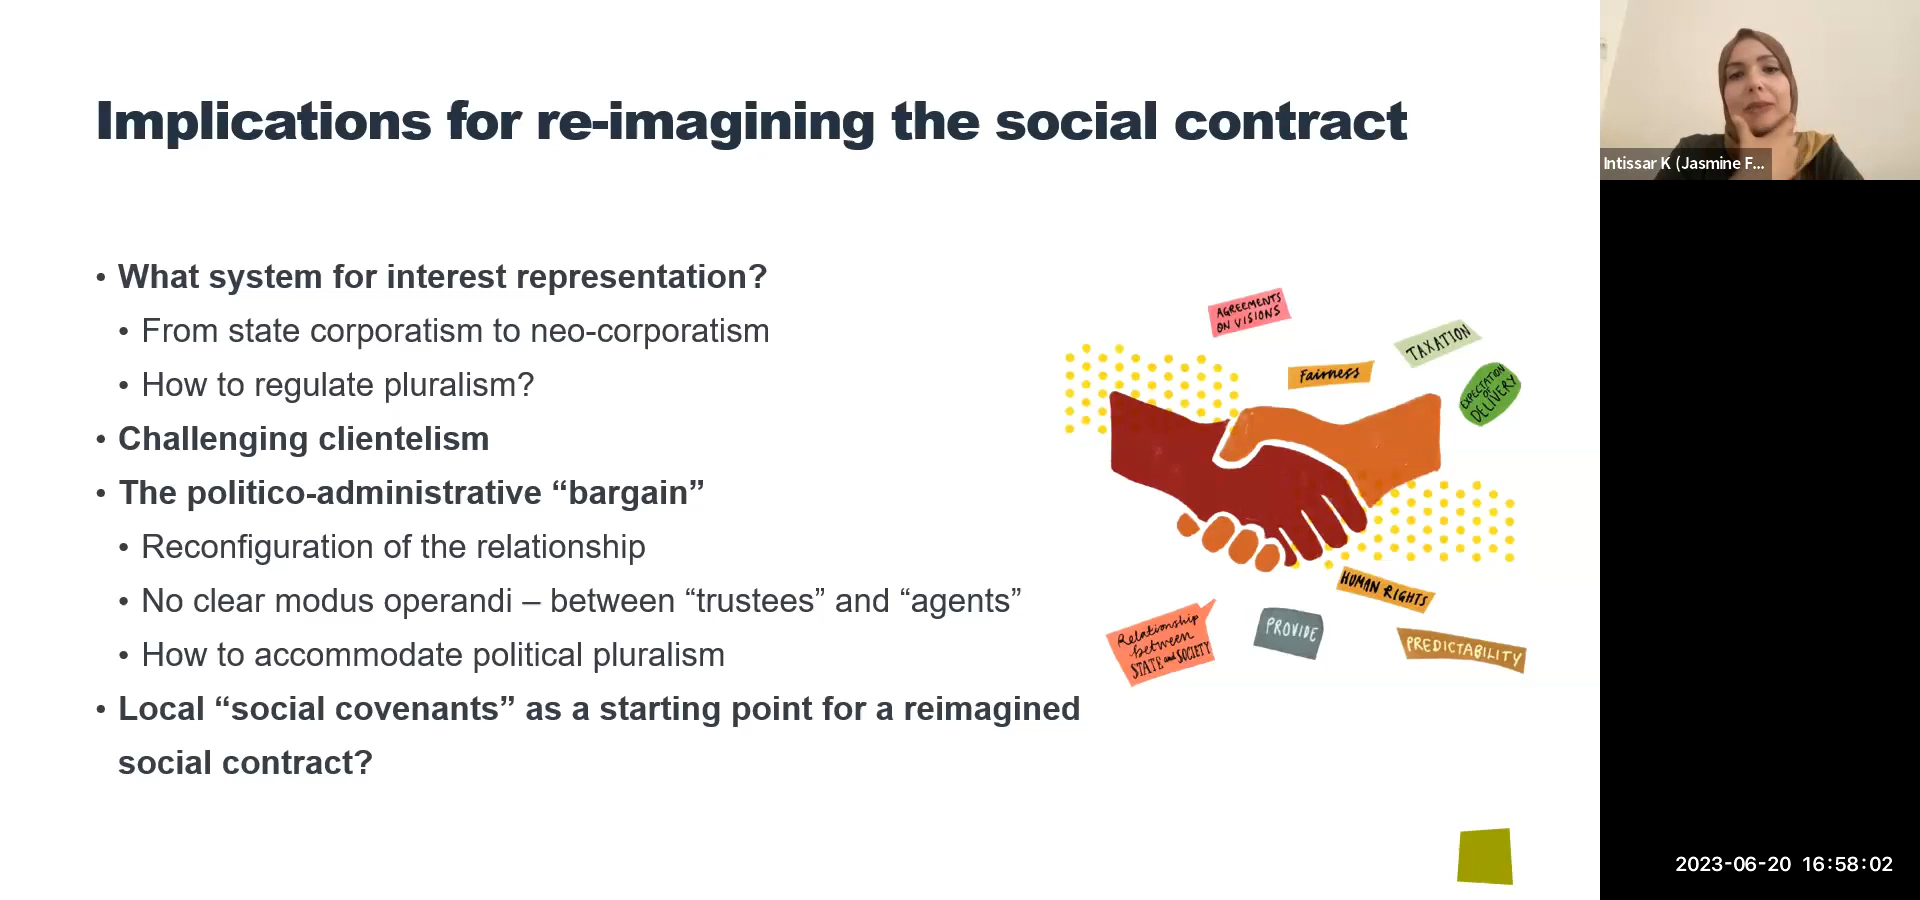 Implications for re-imagining the social contract
• What system for interest representation?
• From state corporatism to neo-corporatism
• How to regulate pluralism?
• Challenging clientelism
• The politico-administrative “bargain”
• Reconfiguration of the relationship
• No clear modus operandi – between “trustees” and “agents”
• How to accommodate political pluralism
• Local “social covenants” as a starting point for a reimagined
social contract?
AGREEMENTS
ON VISIONS
TAXATION
Fairness
EXPECTATION
OF
DELIVERY
HUMAN RIGHTS
Relationship
between
STATE and SOCIETY
PROVIDE
PREDICTABILITY
Intissar K (Jasmine F...
2023-06-20 16:58:02